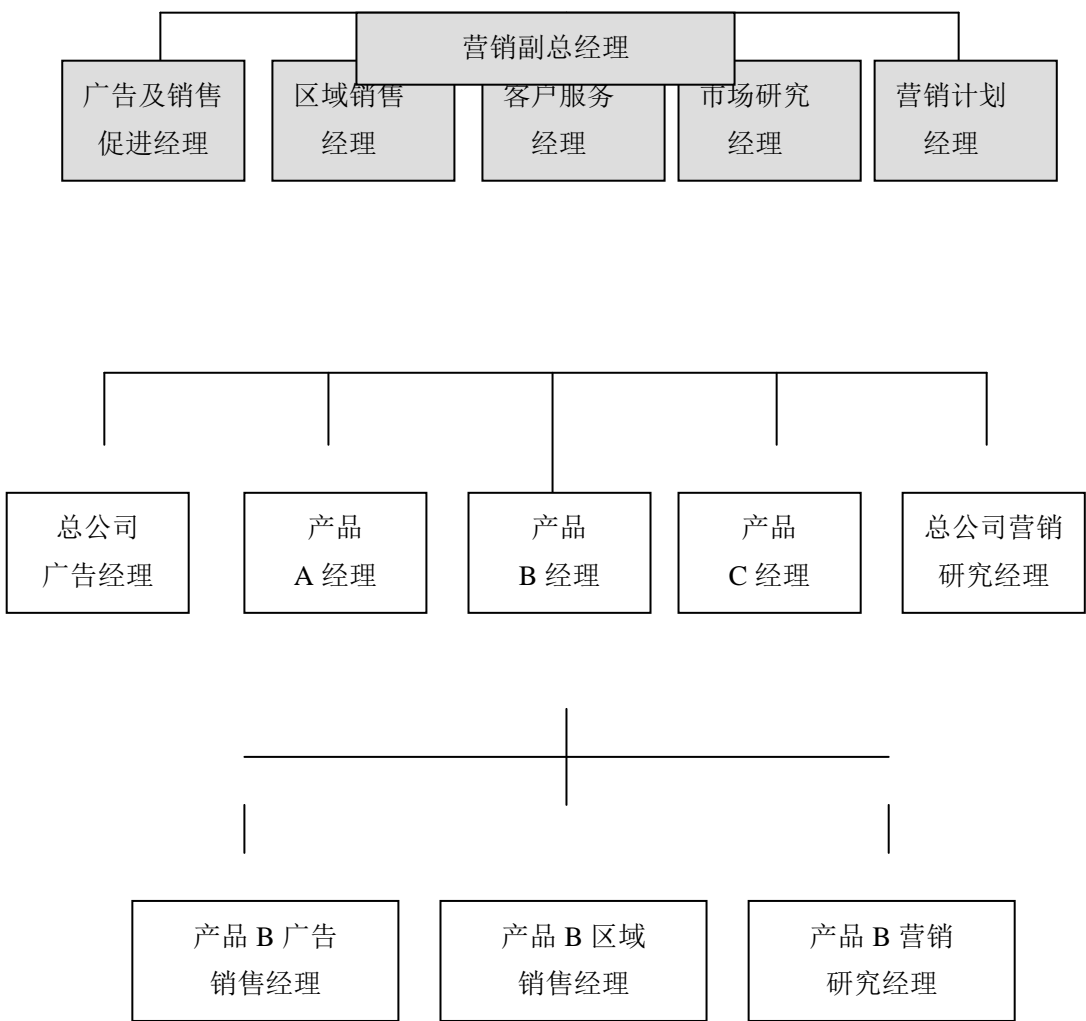 营销副总经理
广告及销售
促进经理
区域销售
经理
客户服务
经理
市场研究
经理
营销计划
经理
总公司
广告经理
产品
A 经理
产品
B 经理
产品
C 经理
总公司营销
研究经理
产品 B 广告
销售经理
产品 B 区域
销售经理
产品 B 营销
研究经理